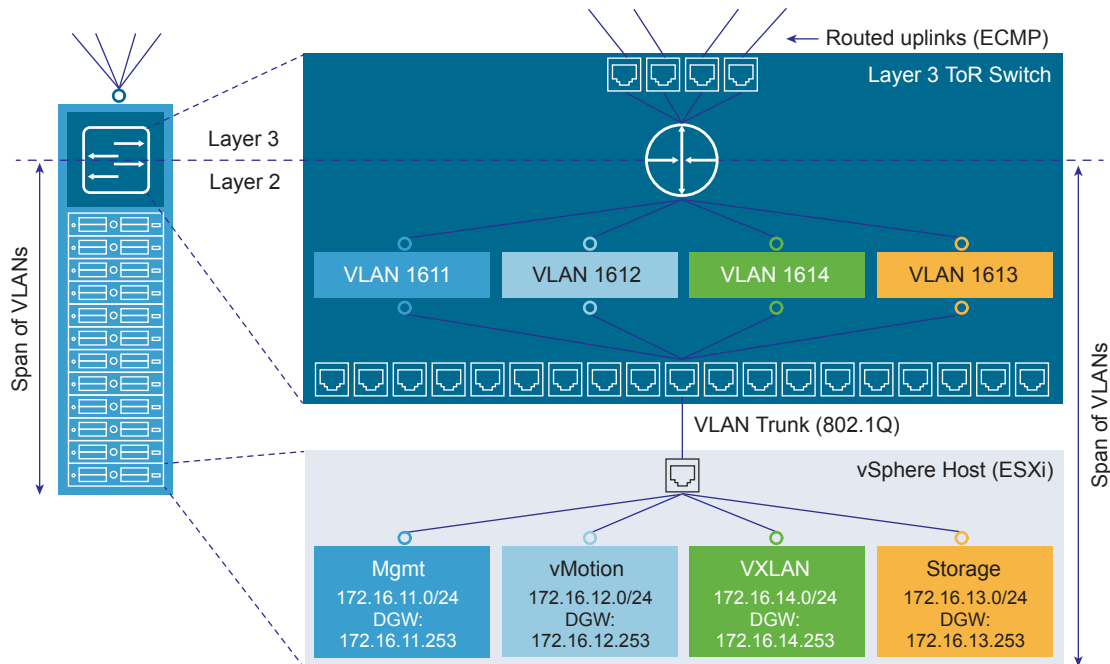 Routed uplinks (ECMP)
Layer 3 ToR Switch
Layer 3
Layer 2
Span of VLANs
VLAN 1611
VLAN 1612
VLAN 1614
VLAN 1613
Span of VLANs
VLAN Trunk (802.1Q)
vSphere Host (ESXi)
Mgmt
172.16.11.0/24
DGW:
172.16.11.253
vMotion
172.16.12.0/24
DGW:
172.16.12.253
VXLAN
172.16.14.0/24
DGW:
172.16.14.253
Storage
172.16.13.0/24
DGW:
172.16.13.253